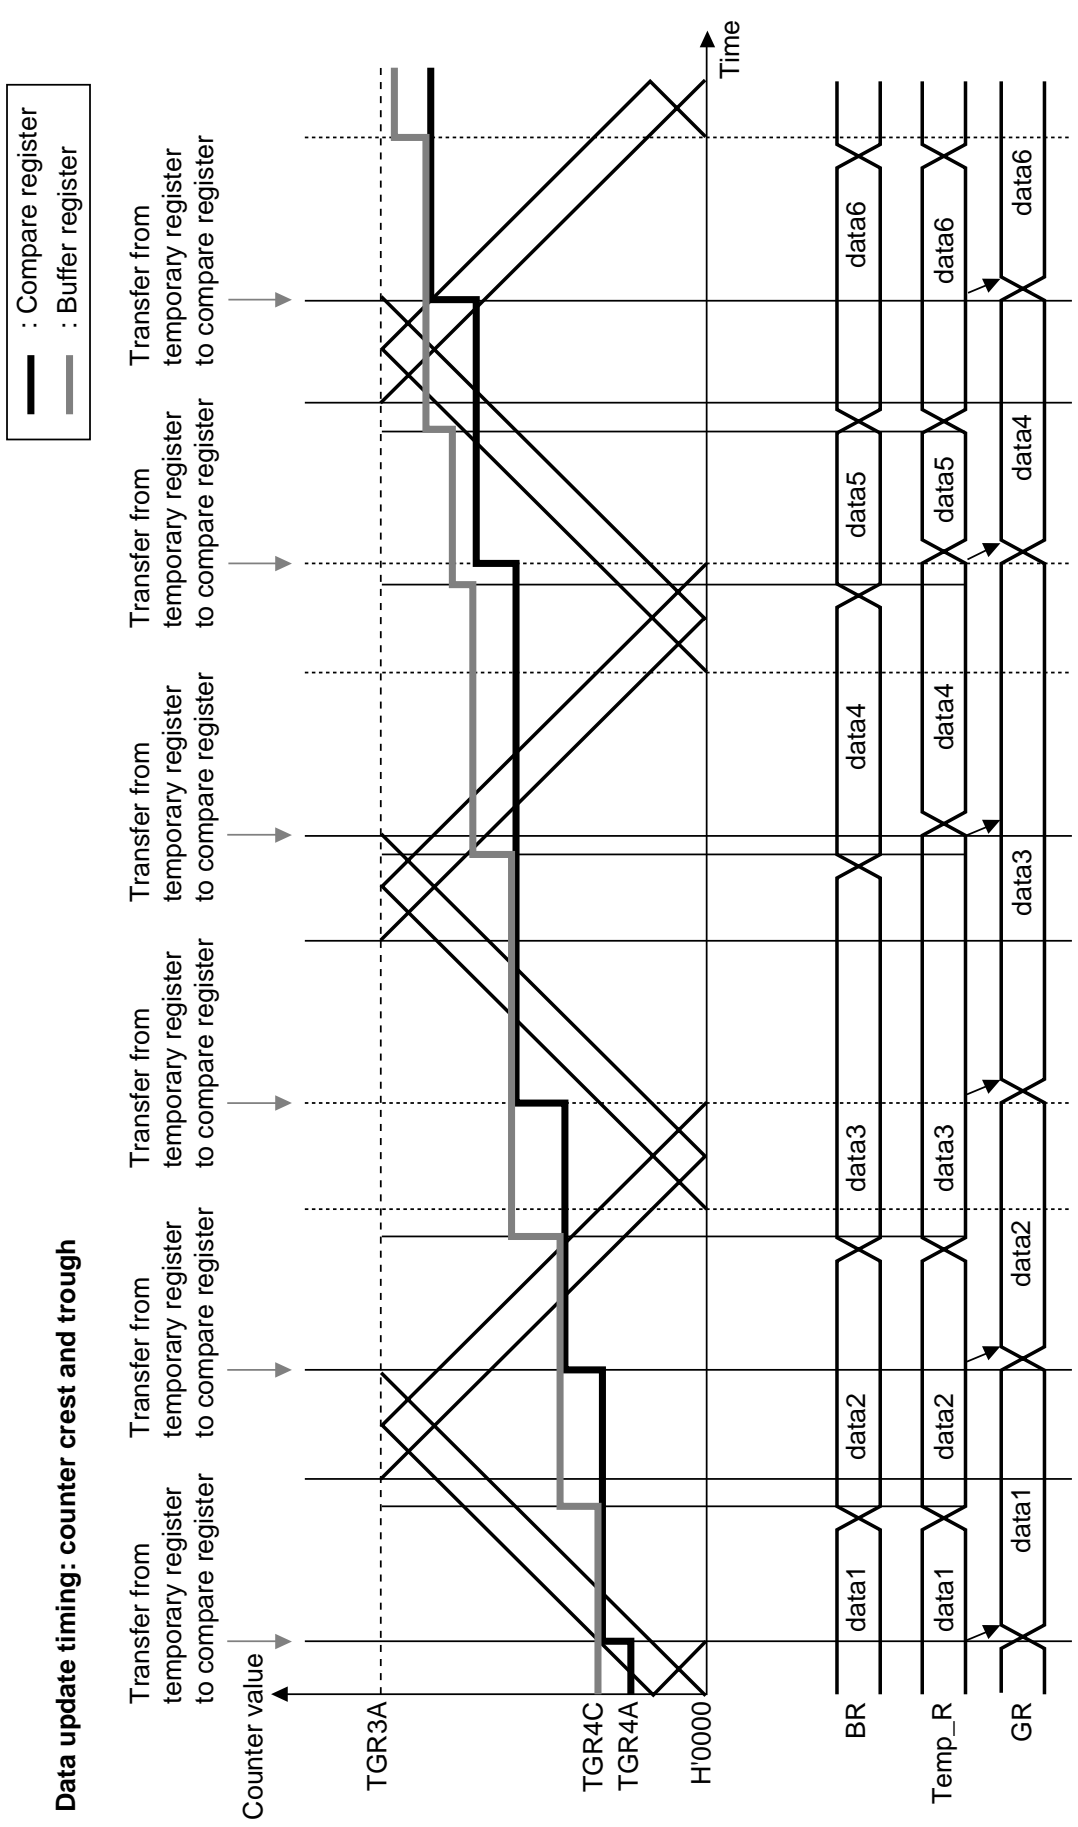 Data update timing: counter crest and trough
: Compare register
: Buffer register
Transfer from
temporary register
to compare register
Transfer from
temporary register
to compare register
Transfer from
temporary register
to compare register
Transfer from
temporary register
to compare register
Transfer from
temporary register
to compare register
Transfer from
temporary register
to compare register
Counter value
TGR3A
TGR4C
TGR4A
H'0000
Time
BR
data1
data2
data3
data4
data5
data6
Temp_R
data1
data2
data3
data4
data5
data6
GR
data1
data2
data3
data4
data6